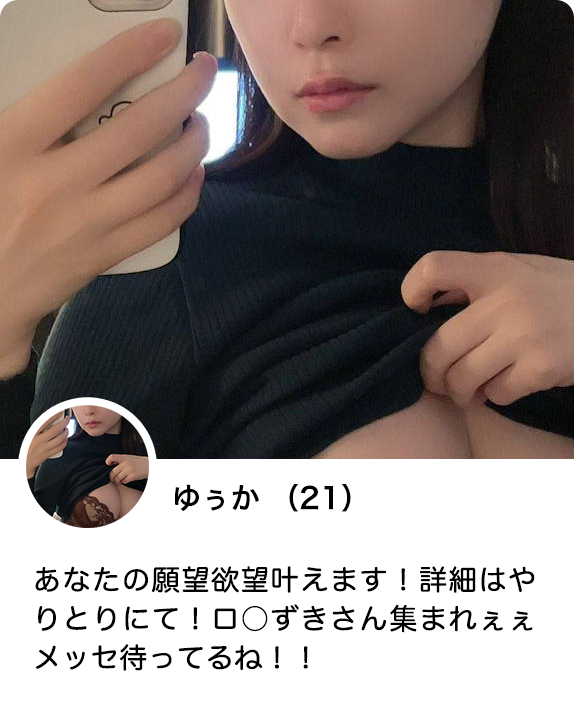 ゆぅか（21）
あなたの願望欲望叶えます！詳細はや
りとりにて！ロ○ずきさん集まれぇぇ
メッセ待ってるね！！